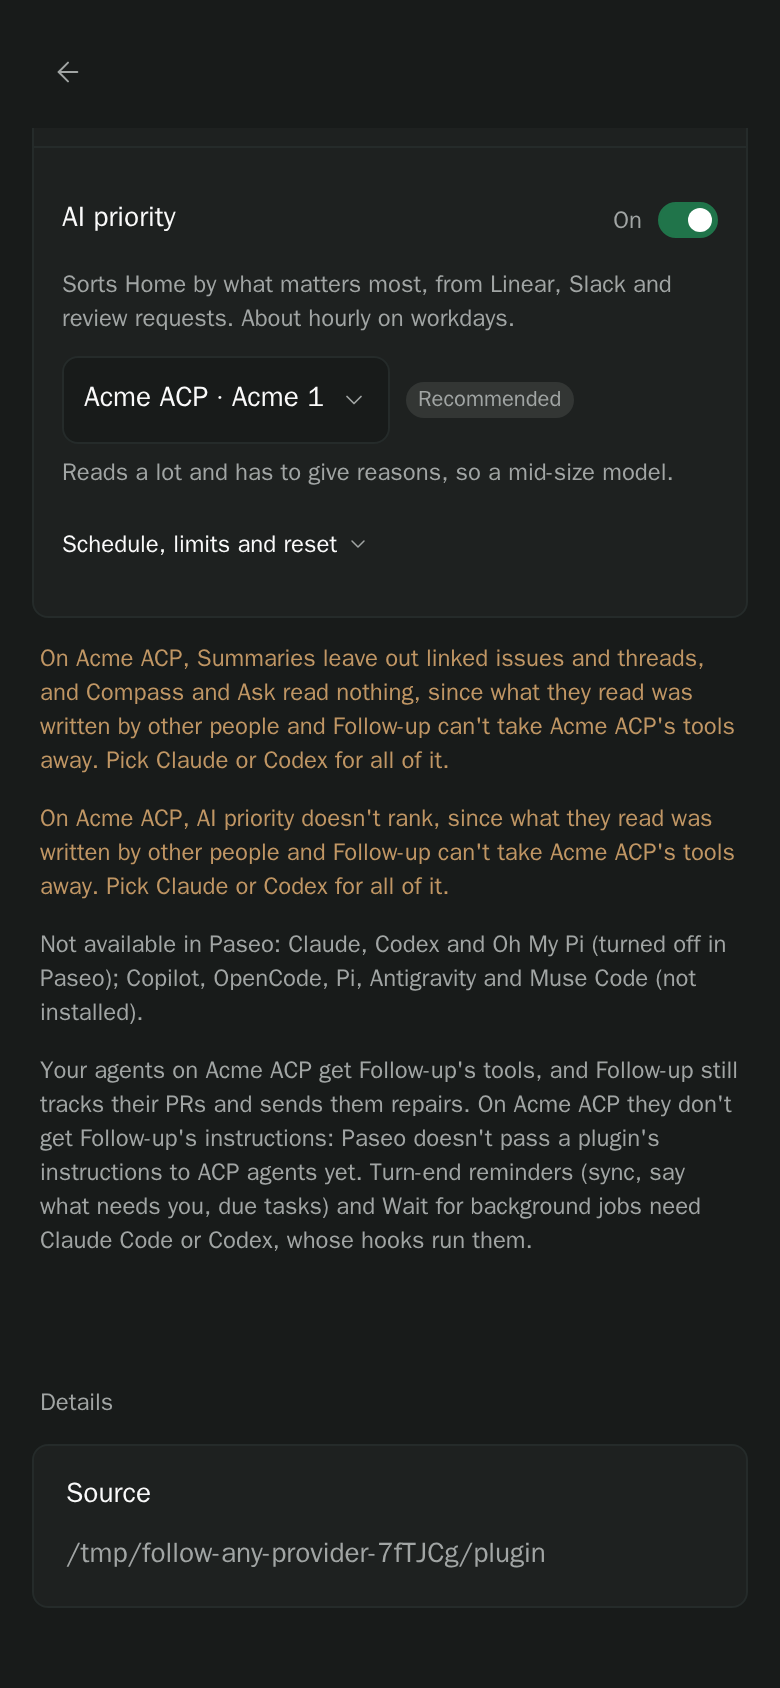 AI priority
On
Sorts Home by what matters most, from Linear, Slack and
review requests. About hourly on workdays.
Acme ACP · Acme 1
Recommended
Reads a lot and has to give reasons, so a mid-size model.
Schedule, limits and reset
On Acme ACP, Summaries leave out linked issues and threads,
and Compass and Ask read nothing, since what they read was
written by other people and Follow-up can't take Acme ACP's tools
away. Pick Claude or Codex for all of it.
On Acme ACP, AI priority doesn't rank, since what they read was
written by other people and Follow-up can't take Acme ACP's tools
away. Pick Claude or Codex for all of it.
Not available in Paseo: Claude, Codex and Oh My Pi (turned off in
Paseo); Copilot, OpenCode, Pi, Antigravity and Muse Code (not
installed).
Your agents on Acme ACP get Follow-up's tools, and Follow-up still
tracks their PRs and sends them repairs. On Acme ACP they don't
get Follow-up's instructions: Paseo doesn't pass a plugin's
instructions to ACP agents yet. Turn-end reminders (sync, say
what needs you, due tasks) and Wait for background jobs need
Claude Code or Codex, whose hooks run them.
Details
Source
/tmp/follow-any-provider-7fTJCg/plugin